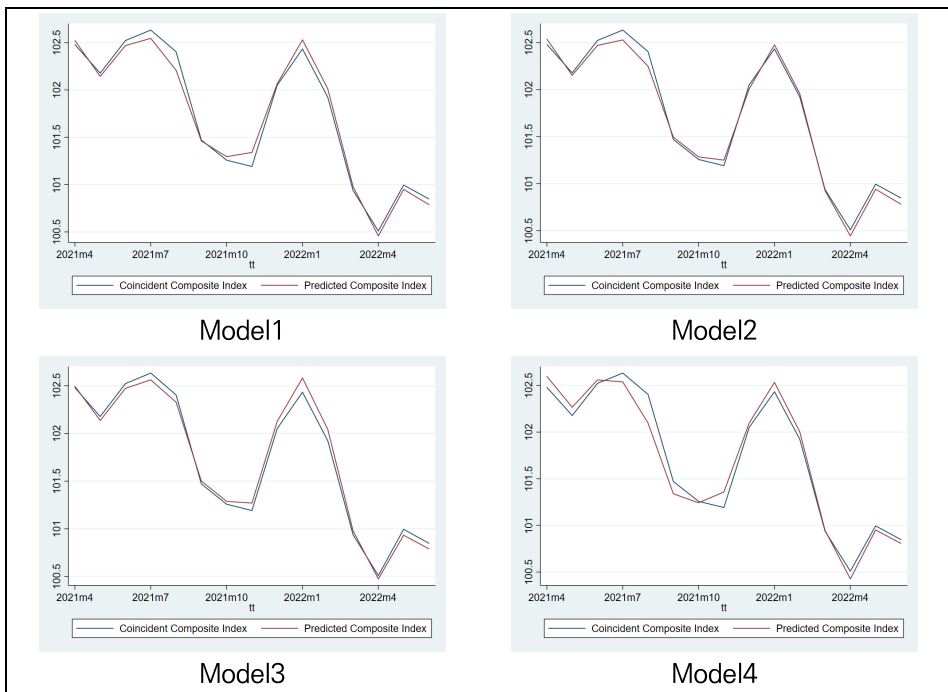 102.5
102
101.5
101
100.5
2021m4 2021m7 2021m10 2022m1 2022m4
tt
Coincident Composite Index Predicted Composite Index
Model1
102.5
102
101.5
101
100.5
2021m4 2021m7 2021m10 2022m1 2022m4
tt
Coincident Composite Index Predicted Composite Index
Model2
102.5
102
101.5
101
100.5
2021m4 2021m7 2021m10 2022m1 2022m4
tt
Coincident Composite Index Predicted Composite Index
Model3
102.5
102
101.5
101
100.5
2021m4 2021m7 2021m10 2022m1 2022m4
tt
Coincident Composite Index Predicted Composite Index
Model4